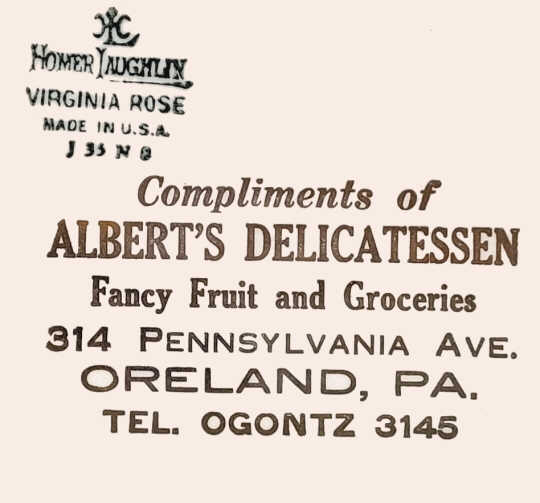 HLC
HOMER LAUGHLIN
VIRGINIA ROSE
MADE IN U.S.A.
J 35 N 8
Compliments of
ALBERT'S DELICATESSEN
Fancy Fruit and Groceries
314 PENNSYLVANIA AVE.
ORELAND, PA.
TEL. OGONTZ 3145